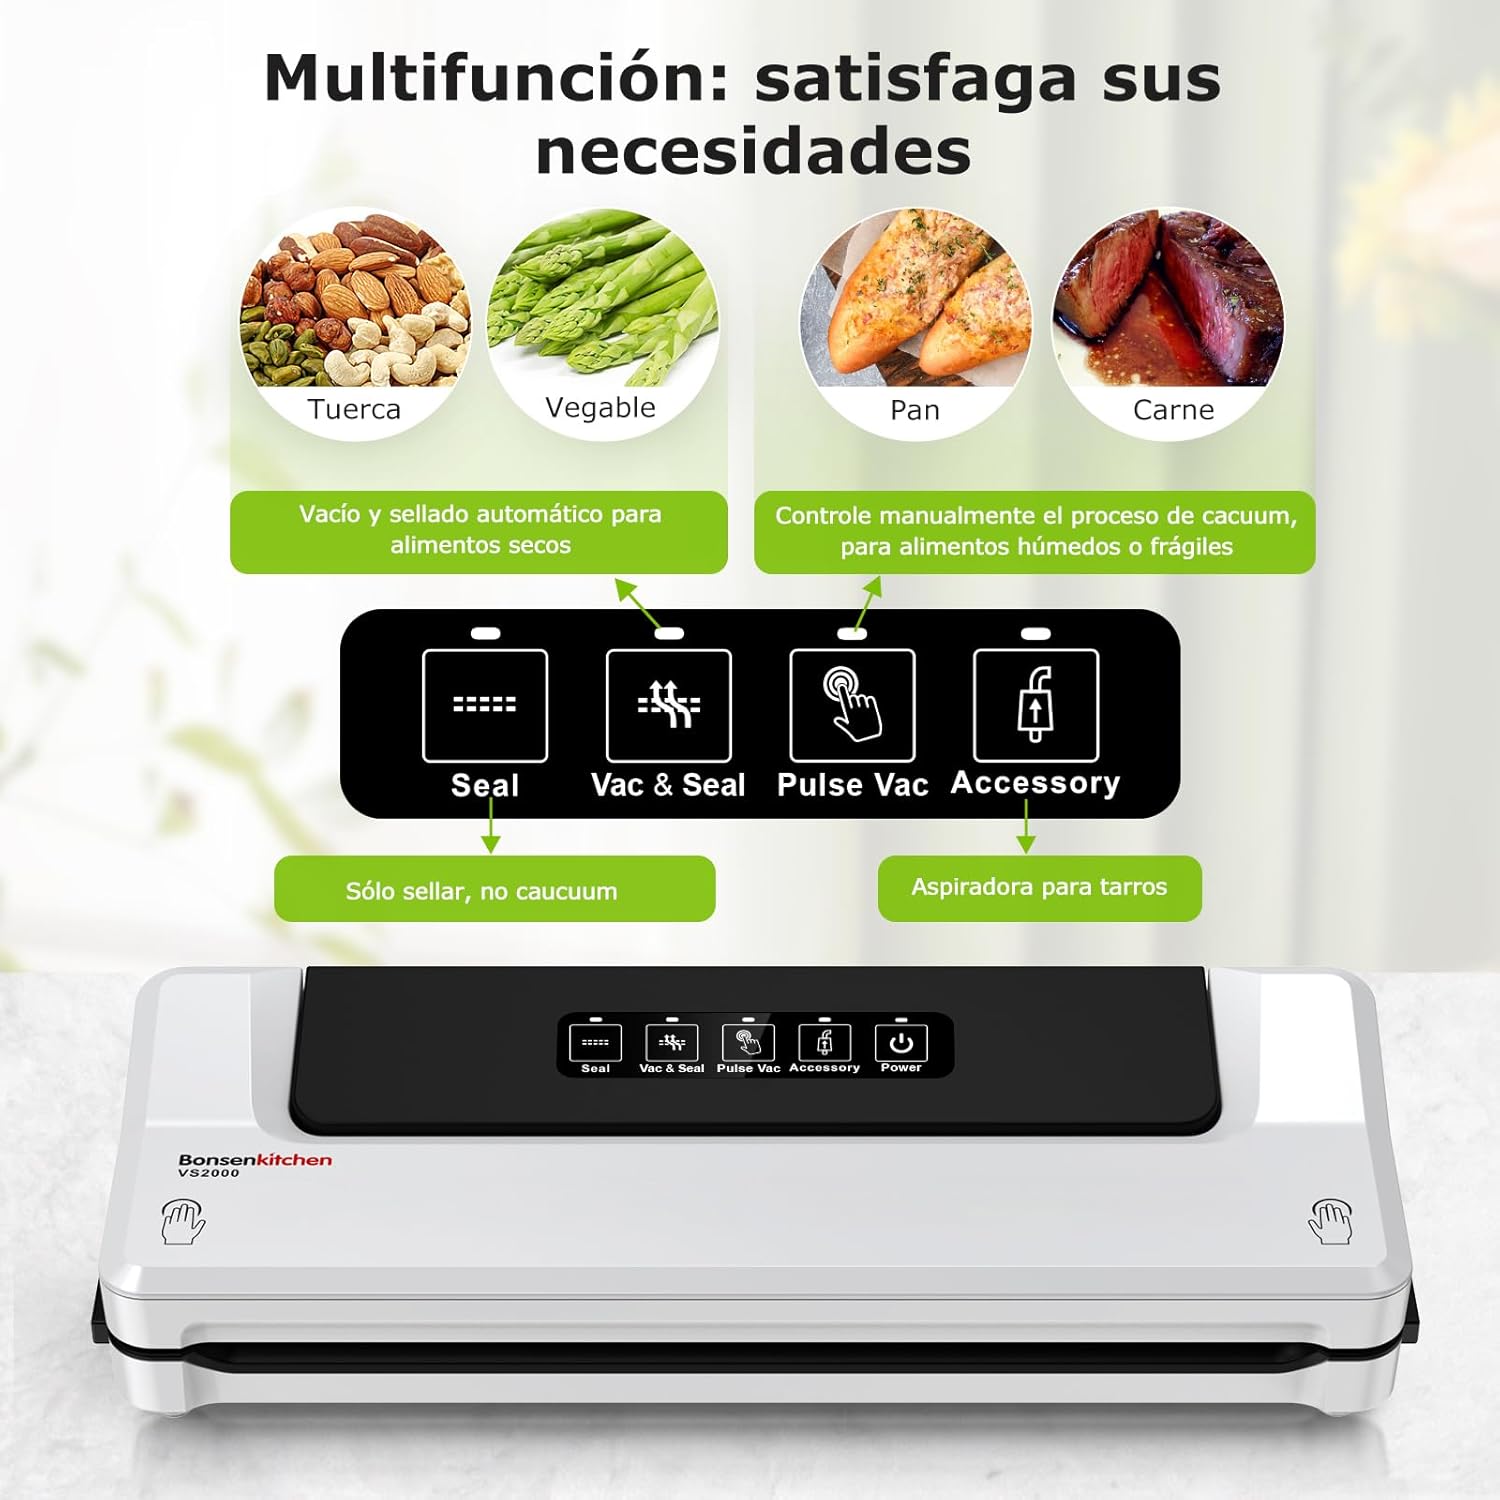 Multifunción: satisfaga sus
necesidades
Tuerca
Vegable
Pan
Carne
Vacío y sellado automático para
alimentos secos
Controle manualmente el proceso de cacuum,
para alimentos húmedos o frágiles
Seal
Vac & Seal
Pulse Vac
Accessory
Sólo sellar, no caucuum
Aspiradora para tarros
Seal
Vac & Seal
Pulse Vac
Accessory
Power
Bonsenkitchen
VS2000